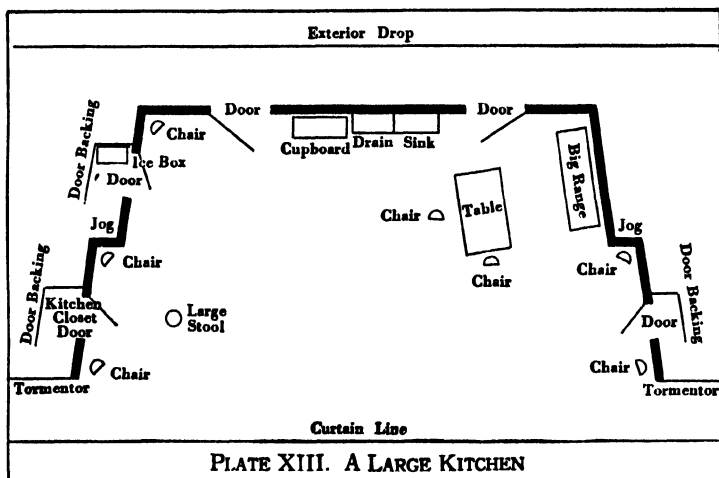 Exterior Drop
Door
Door
Door Backing
Chair
Cupboard
Drain
Sink
Big Range
Ice Box
Door
Table
Chair
Jog
Jog
Chair
Chair
Chair
Door Backing
Door Backing
Kitchen
Closet
Door
Large
Stool
Door
Chair
Chair
Tormentor
Tormentor
Curtain Line
PLATE XIII. A LARGE KITCHEN